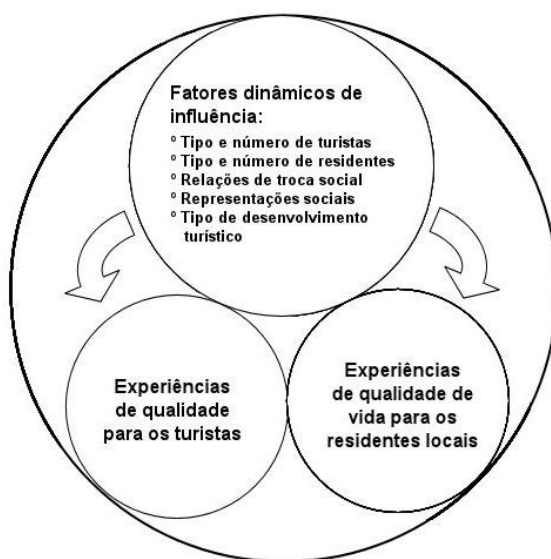 Fatores dinâmicos de
influência:
º Tipo e número de turistas
º Tipo e número de residentes
º Relações de troca social
º Representações sociais
º Tipo de desenvolvimento
turístico
Experiências
de qualidade
para os turistas
Experiências
de qualidade de
vida para os
residentes locais